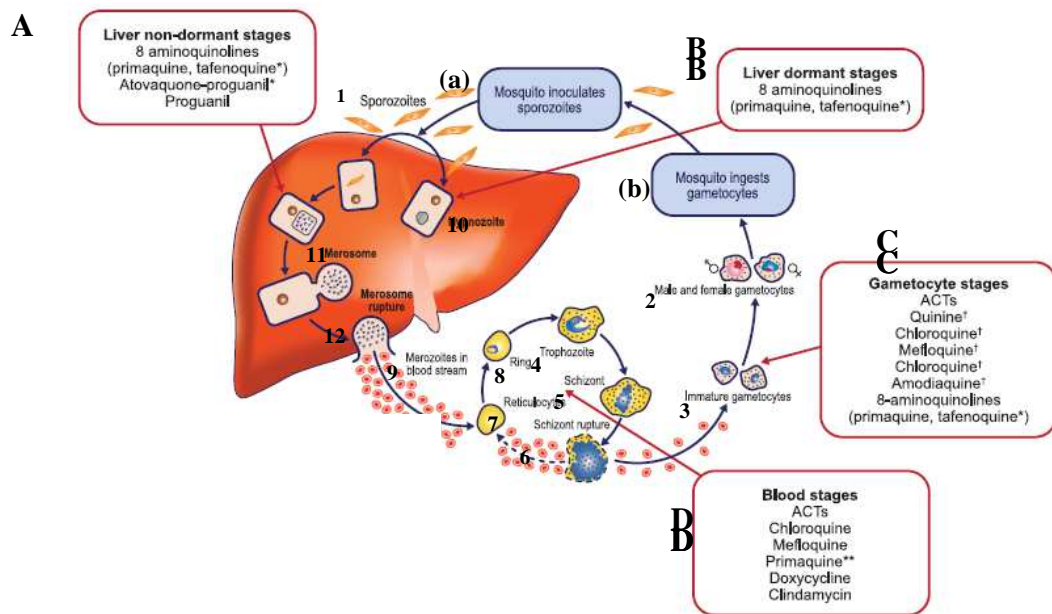 A
Liver non-dormant stages
8 aminoquinolines
(primaquine, tafenoquine*)
Atovaquone-proguanil*
Proguanil
1
Sporozoites
(a)
Mosquito inoculates
sporozoites
B
B
Liver dormant stages
8 aminoquinolines
(primaquine, tafenoquine*)
(b)
Mosquito ingests
gametocytes
10
Hypnozoite
11
Merosome
Merosome
rupture
12
9
Merozoites in
blood stream
8
Ring
4
Trophozoite
Schizont
5
Reticulocytes
7
Schizont rupture
6
2
Male and female gametocytes
3
Immature gametocytes
C
C
Gametocyte stages
ACTs
Quinine†
Chloroquine†
Mefloquine†
Chloroquine†
Amodiaquine†
8-aminoquinolines
(primaquine, tafenoquine*)
D
D
Blood stages
ACTs
Chloroquine
Mefloquine
Primaquine**
Doxycycline
Clindamycin